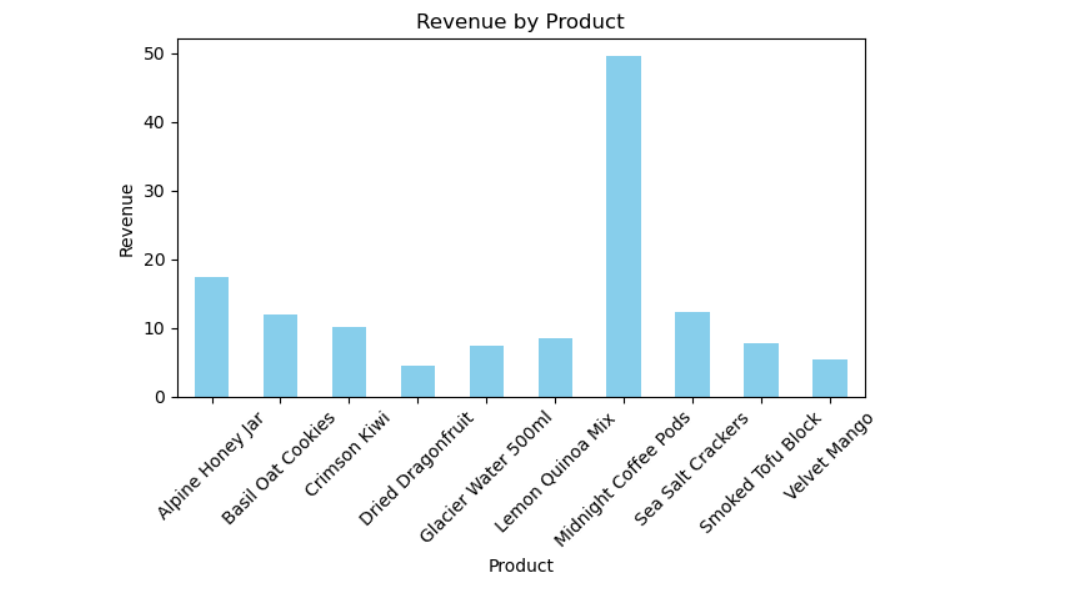 Revenue by Product
Revenue
50
40
30
20
10
0
Alpine Honey Jar
Basil Oat Cookies
Crimson Kiwi
Dried Dragonfruit
Glacier Water 500ml
Lemon Quinoa Mix
Midnight Coffee Pods
Sea Salt Crackers
Smoked Tofu Block
Velvet Mango
Product